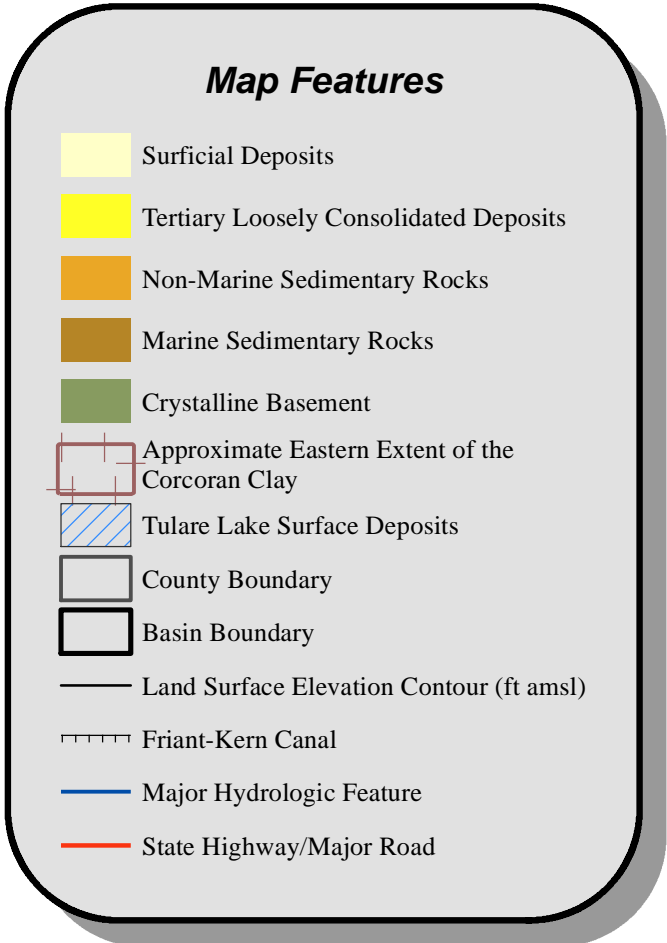 Map Features
Surficial Deposits
Tertiary Loosely Consolidated Deposits
Non-Marine Sedimentary Rocks
Marine Sedimentary Rocks
Crystalline Basement
Approximate Eastern Extent of the
Corcoran Clay
Tulare Lake Surface Deposits
County Boundary
Basin Boundary
Land Surface Elevation Contour (ft amsl)
Friant-Kern Canal
Major Hydrologic Feature
State Highway/Major Road